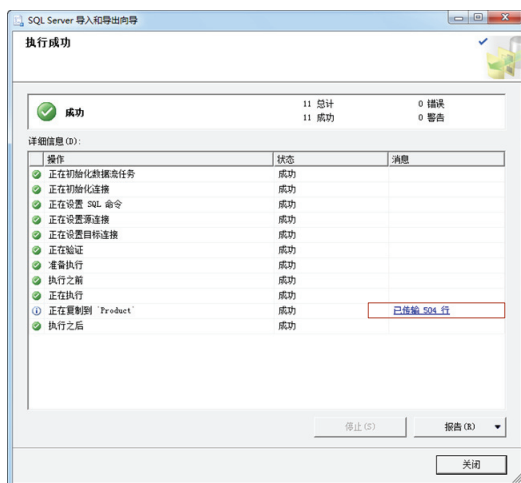 SQL Server 导入和导出向导
执行成功
成功
11 总计
0 错误
11 成功
0 警告
详细信息(D):
操作 状态 消息
正在初始化数据流任务 成功
正在初始化连接 成功
正在设置 SQL 命令 成功
正在设置源连接 成功
正在设置目标连接 成功
正在验证 成功
准备执行 成功
执行之前 成功
正在执行 成功
正在复制到 `Product` 成功 已传输 504 行
执行之后 成功
停止(S) 报告(R)
关闭